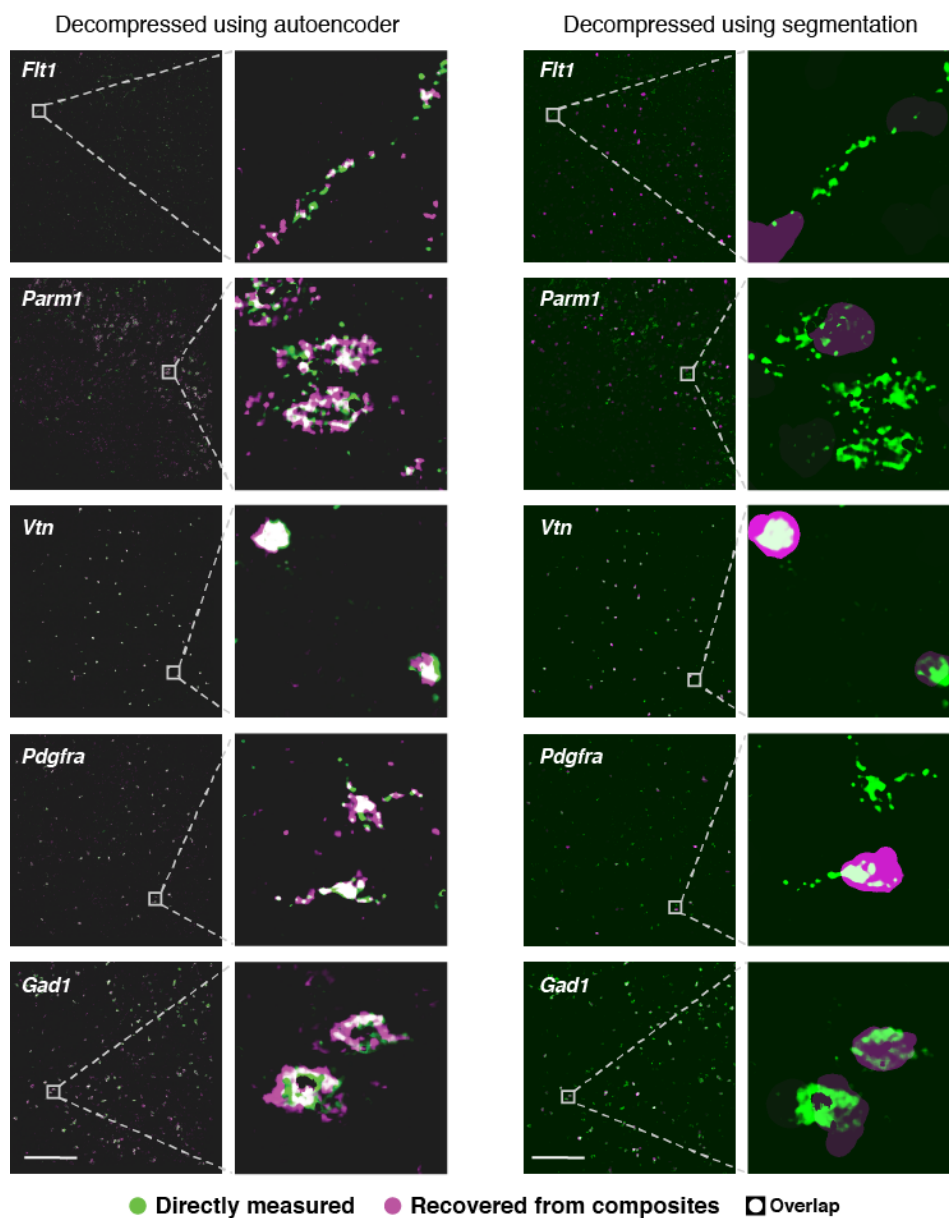 Decompressed using autoencoder
Decompressed using segmentation
Flt1
Flt1
Parm1
Parm1
Vtn
Vtn
Pdgfra
Pdgfra
Gad1
Gad1
Directly measured
Recovered from composites
Overlap